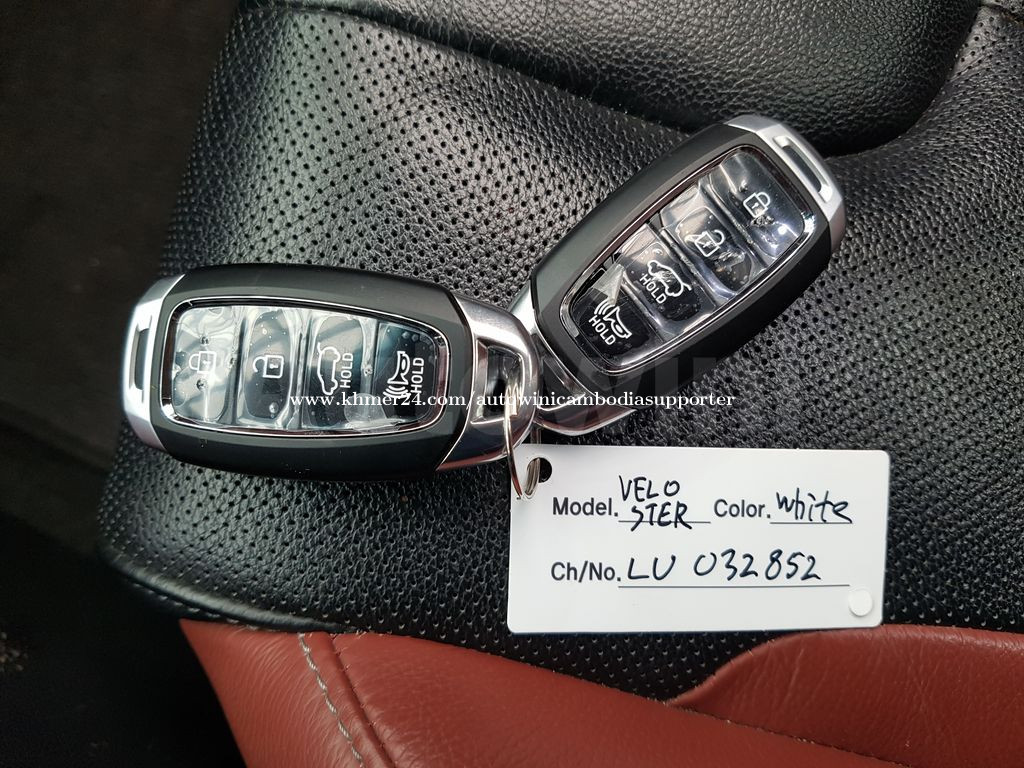 HOLD
HOLD
HOLD
HOLD
www.khmer24.com/autowinicambodiasupporter
Model. VELO
STER Color. White
Ch/No. LU 032852